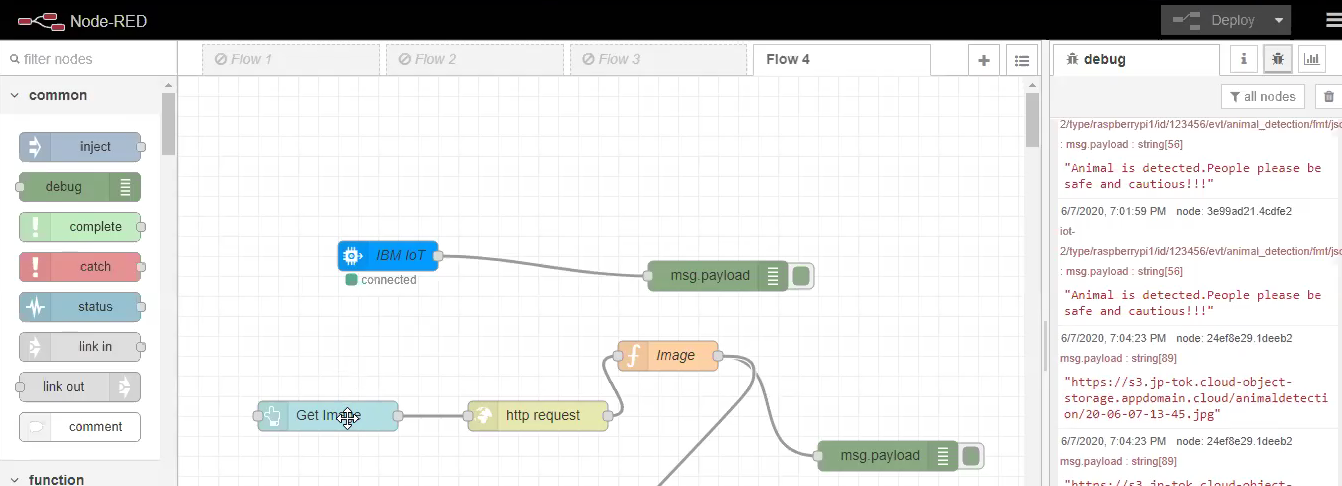 Node-RED
Deploy
filter nodes
Flow 1
Flow 2
Flow 3
Flow 4
debug
i
all nodes
common
inject
debug
complete
catch
status
link in
link out
comment
function
IBM IoT
connected
msg.payload
Image
Get Image
http request
msg.payload
2/type/raspberrypi1/id/123456/evt/animal_detection/fmt/jsc
: msg.payload : string[56]
"Animal is detected.People please be
safe and cautious!!!"
6/7/2020, 7:01:59 PM node: 3e99ad21.4cdfe2
iot-
2/type/raspberrypi1/id/123456/evt/animal_detection/fmt/jsc
: msg.payload : string[56]
"Animal is detected.People please be
safe and cautious!!!"
6/7/2020, 7:04:23 PM node: 24ef8e29.1deeb2
msg.payload : string[89]
"https://s3.jp-tok.cloud-object-
storage.appdomain.cloud/animaldetecti
on/20-06-07-13-45.jpg"
6/7/2020, 7:04:23 PM node: 24ef8e29.1deeb2
msg.payload : string[89]
"https://s3.jp-tok.cloud-object-